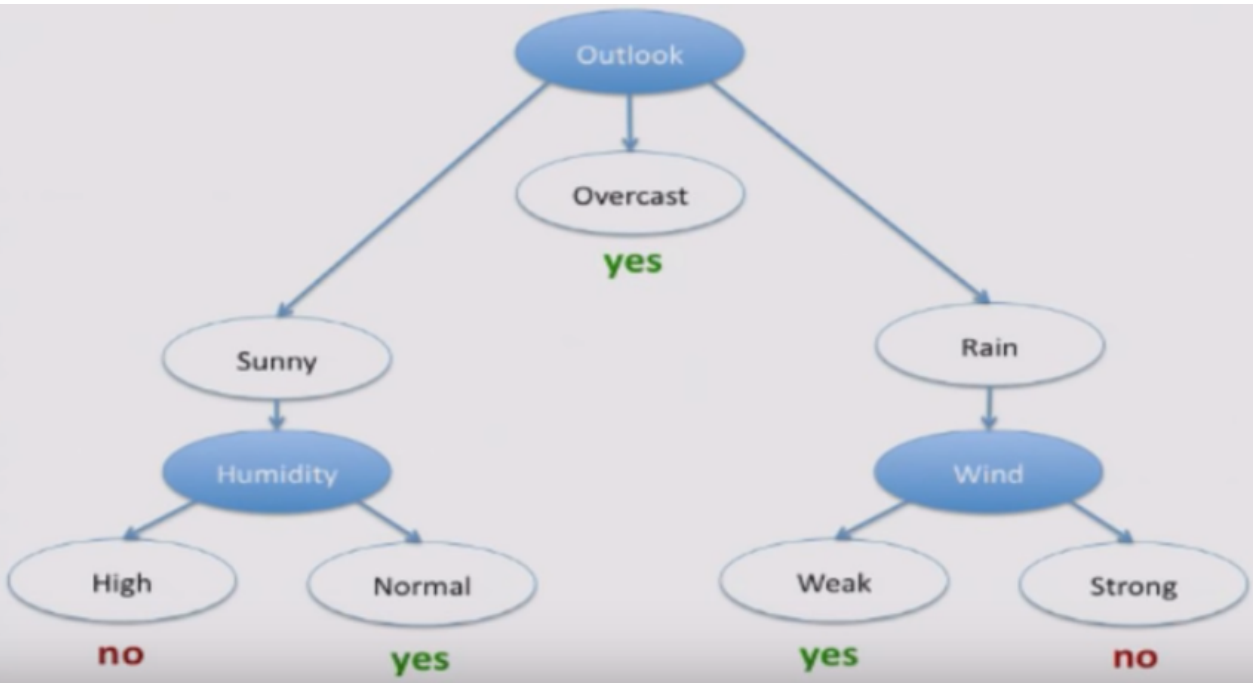 Outlook
Overcast
yes
Sunny
Rain
Humidity
Wind
High
Normal
Weak
Strong
no
yes
yes
no